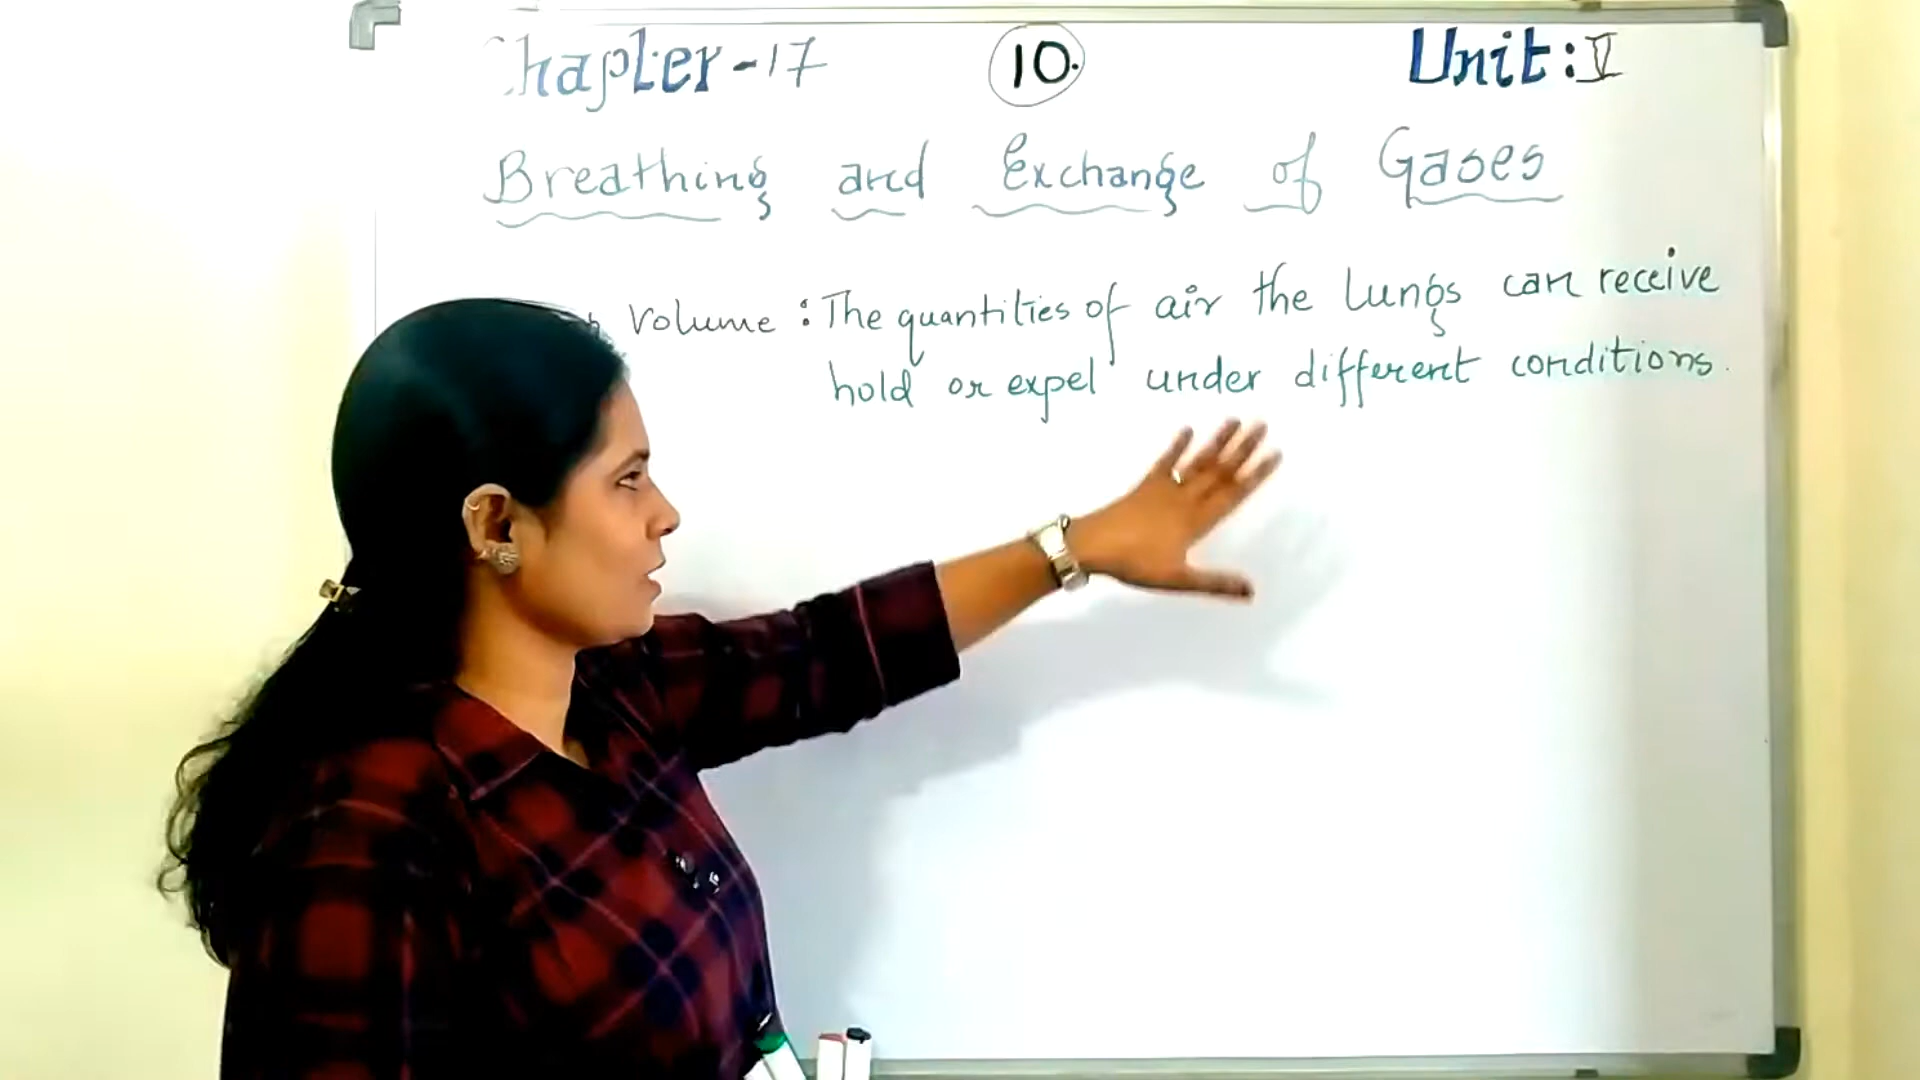 Chapter-17
10.
Unit: V
Breathing and Exchange of Gases
Volume : The quantities of air the Lungs can receive
hold or expel under different conditions.